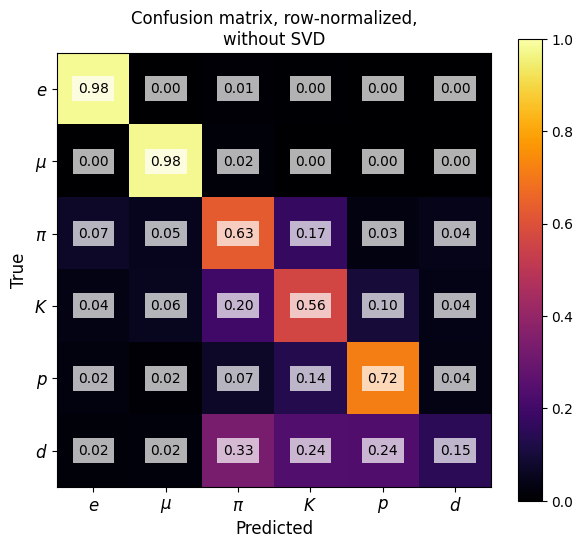 Confusion matrix, row-normalized,
without SVD
1.0
e 0.98 0.00 0.01 0.00 0.00 0.00
μ 0.00 0.98 0.02 0.00 0.00 0.00
0.8
π 0.07 0.05 0.63 0.17 0.03 0.04
0.6
True
K 0.04 0.06 0.20 0.56 0.10 0.04
0.4
p 0.02 0.02 0.07 0.14 0.72 0.04
0.2
d 0.02 0.02 0.33 0.24 0.24 0.15
0.0
e μ π K p d
Predicted